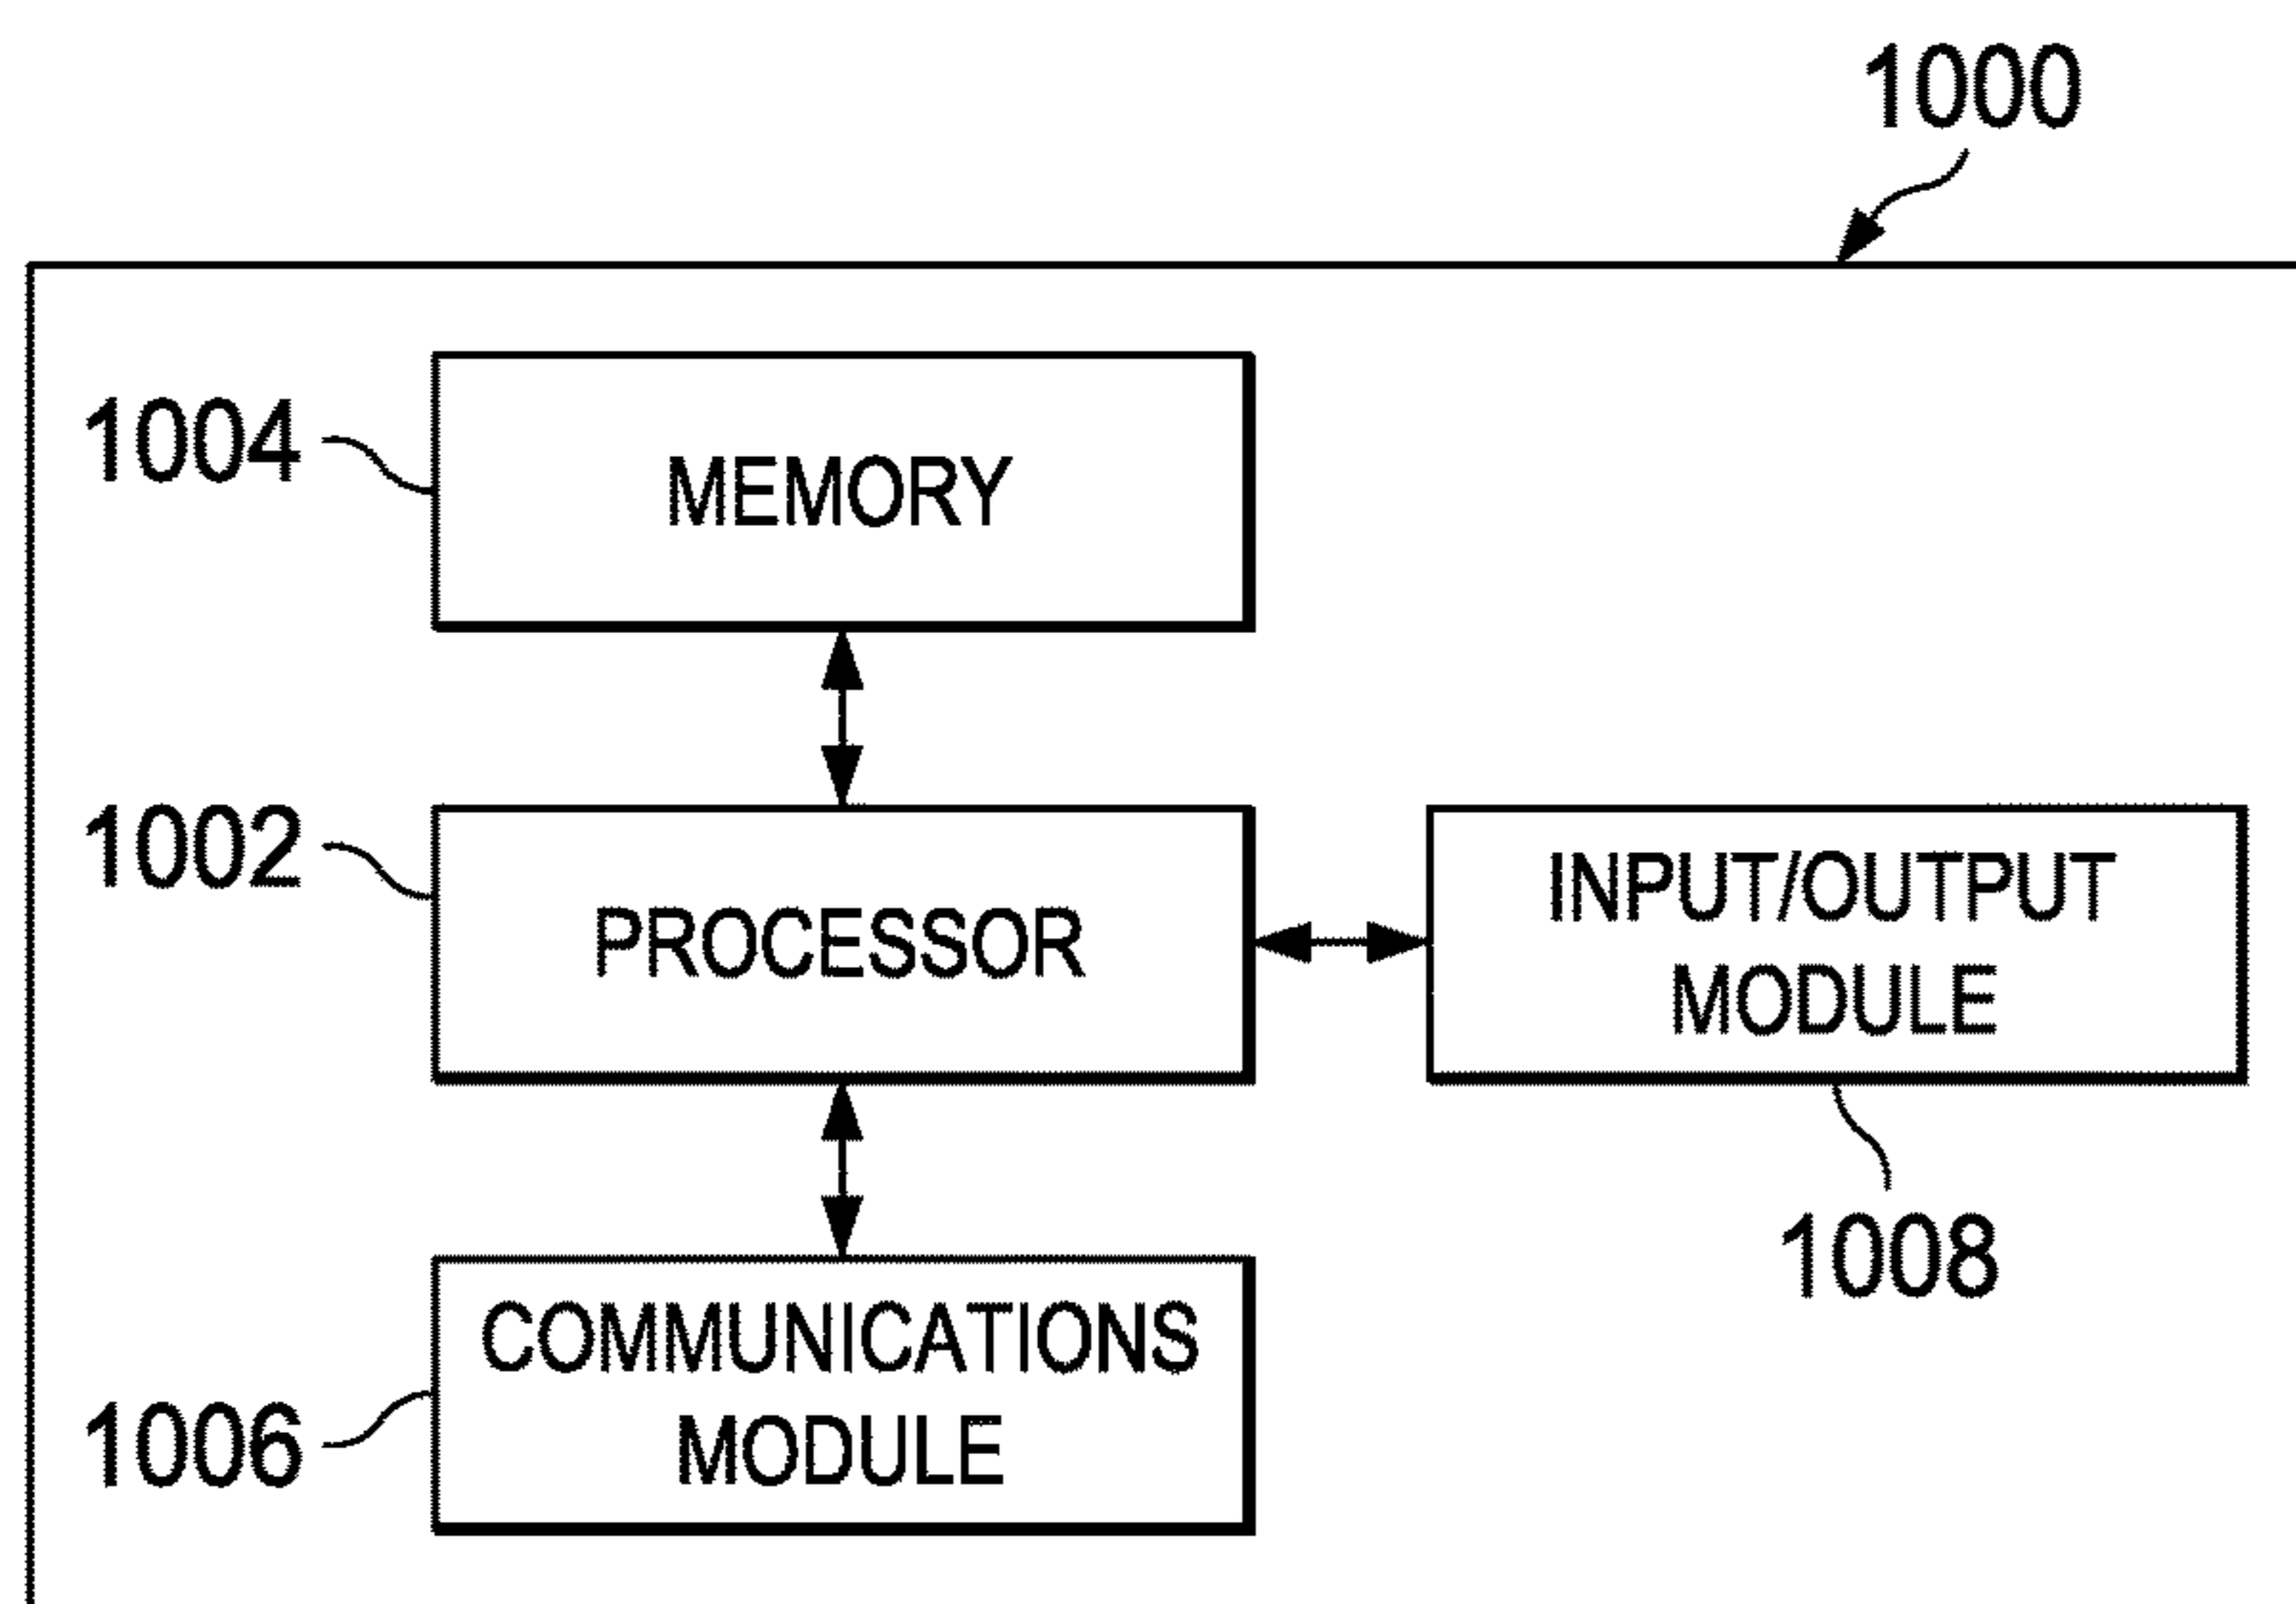 1000
1004
MEMORY
1002
PROCESSOR
INPUT/OUTPUT
MODULE
1008
COMMUNICATIONS
MODULE
1006